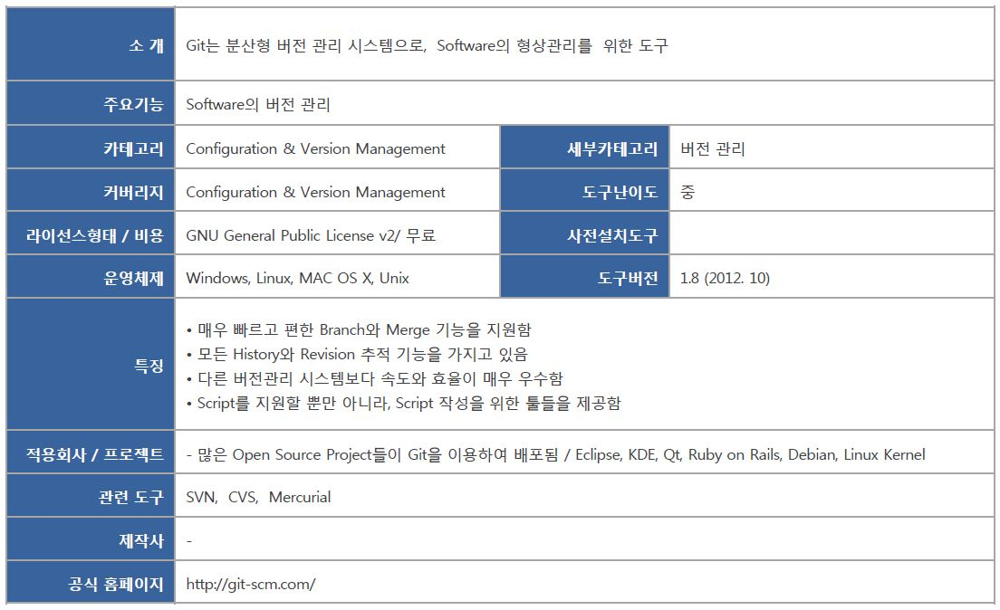 소 개
Git는 분산형 버전 관리 시스템으로, Software의 형상관리를 위한 도구
주요기능
Software의 버전 관리
카테고리
Configuration & Version Management
세부카테고리
버전 관리
커버리지
Configuration & Version Management
도구난이도
중
라이선스형태 / 비용
GNU General Public License v2/ 무료
사전설치도구
운영체제
Windows, Linux, MAC OS X, Unix
도구버전
1.8 (2012. 10)
특징
• 매우 빠르고 편한 Branch와 Merge 기능을 지원함
• 모든 History와 Revision 추적 기능을 가지고 있음
• 다른 버전관리 시스템보다 속도와 효율이 매우 우수함
• Script를 지원할 뿐만 아니라, Script 작성을 위한 툴들을 제공함
적용회사 / 프로젝트
- 많은 Open Source Project들이 Git을 이용하여 배포됨 / Eclipse, KDE, Qt, Ruby on Rails, Debian, Linux Kernel
관련 도구
SVN, CVS, Mercurial
제작사
-
공식 홈페이지
http://git-scm.com/